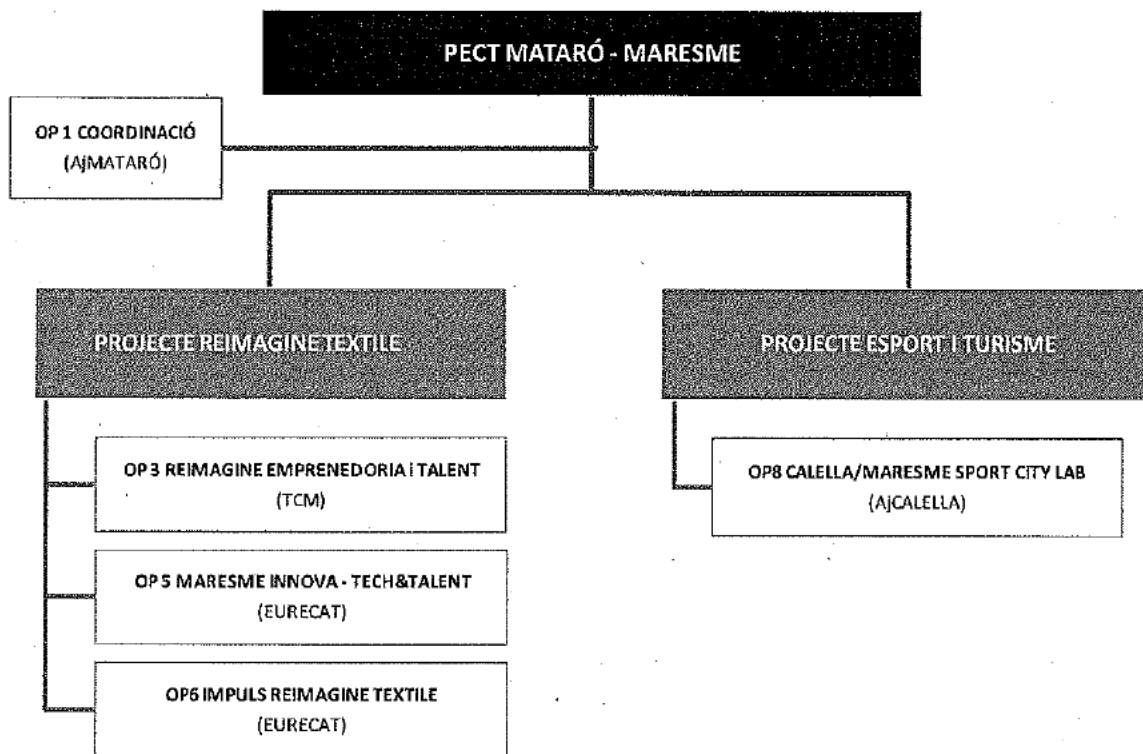 PECT MATARÓ - MARESME
OP 1 COORDINACIÓ
(AjMATARÓ)
PROJECTE REIMAGINE TEXTILE
PROJECTE ESPORT I TURISME
OP 3 REIMAGINE EMPRENEDORIA i TALENT
(TCM)
OP8 CALELLA/MARESME SPORT CITY LAB
(AjCALELLA)
OP 5 MARESME INNOVA - TECH&TALENT
(EURECAT)
OP6 IMPULS REIMAGINE TEXTILE
(EURECAT)